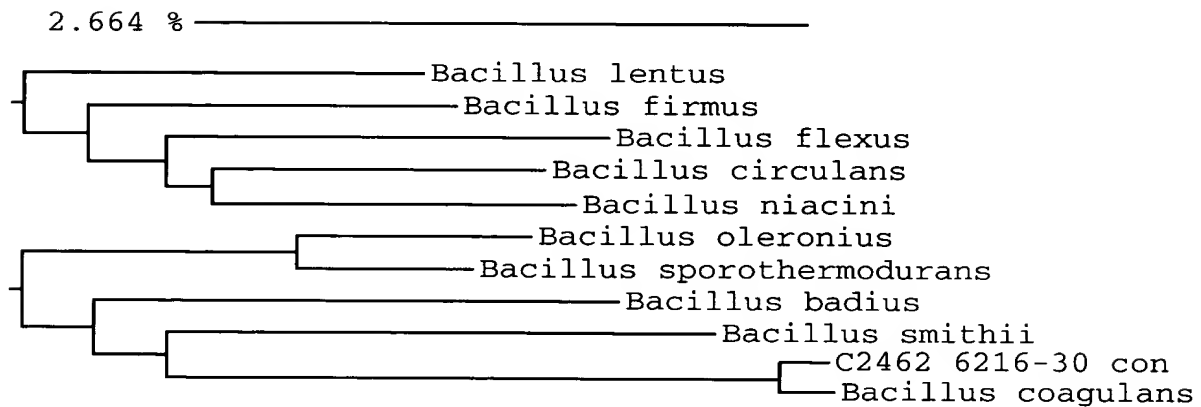 2.664 %
Bacillus lentus
Bacillus firmus
Bacillus flexus
Bacillus circulans
Bacillus niacini
Bacillus oleronius
Bacillus sporothermodurans
Bacillus badius
Bacillus smithii
C2462 6216-30 con
Bacillus coagulans